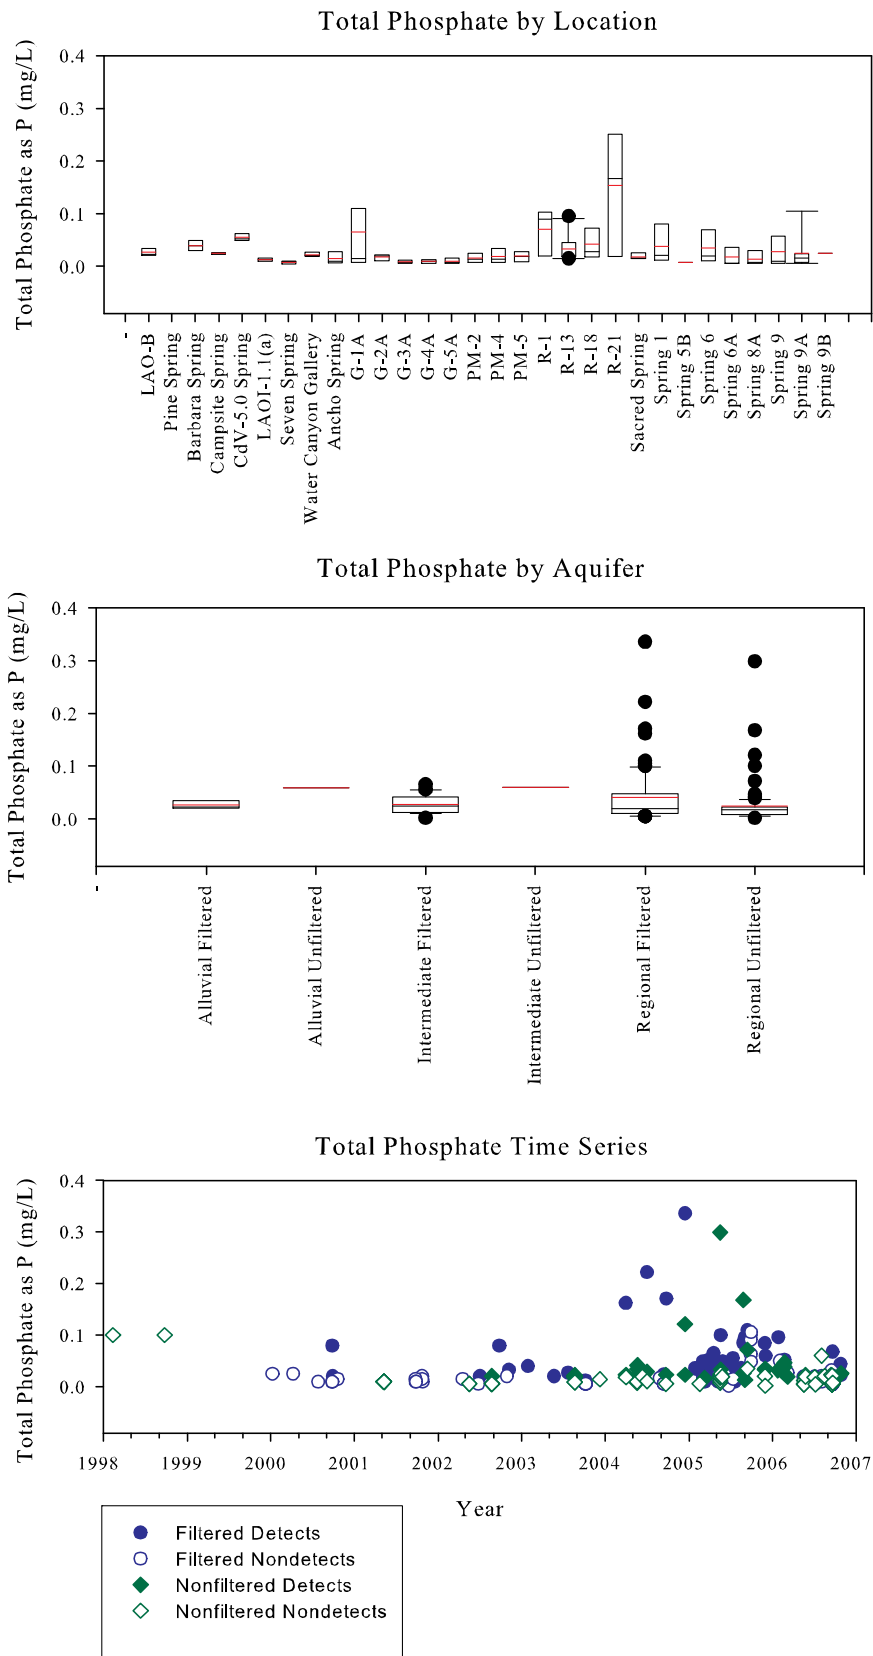 Total Phosphate by Location
Total Phosphate as P (mg/L)
0.4
0.3
0.2
0.1
0.0
-
LAO-B
Pine Spring
Barbara Spring
Campsite Spring
CdV-5.0 Spring
LAOI-1.1(a)
Seven Spring
Water Canyon Gallery
Ancho Spring
G-1A
G-2A
G-3A
G-4A
G-5A
PM-2
PM-4
PM-5
R-1
R-13
R-18
R-21
Sacred Spring
Spring 1
Spring 5B
Spring 6
Spring 6A
Spring 8A
Spring 9
Spring 9A
Spring 9B
Total Phosphate by Aquifer
Total Phosphate as P (mg/L)
0.4
0.3
0.2
0.1
0.0
-
Alluvial Filtered
Alluvial Unfiltered
Intermediate Filtered
Intermediate Unfiltered
Regional Filtered
Regional Unfiltered
Total Phosphate Time Series
Total Phosphate as P (mg/L)
0.4
0.3
0.2
0.1
0.0
1998 1999 2000 2001 2002 2003 2004 2005 2006 2007
Year
Filtered Detects
Filtered Nondetects
Nonfiltered Detects
Nonfiltered Nondetects